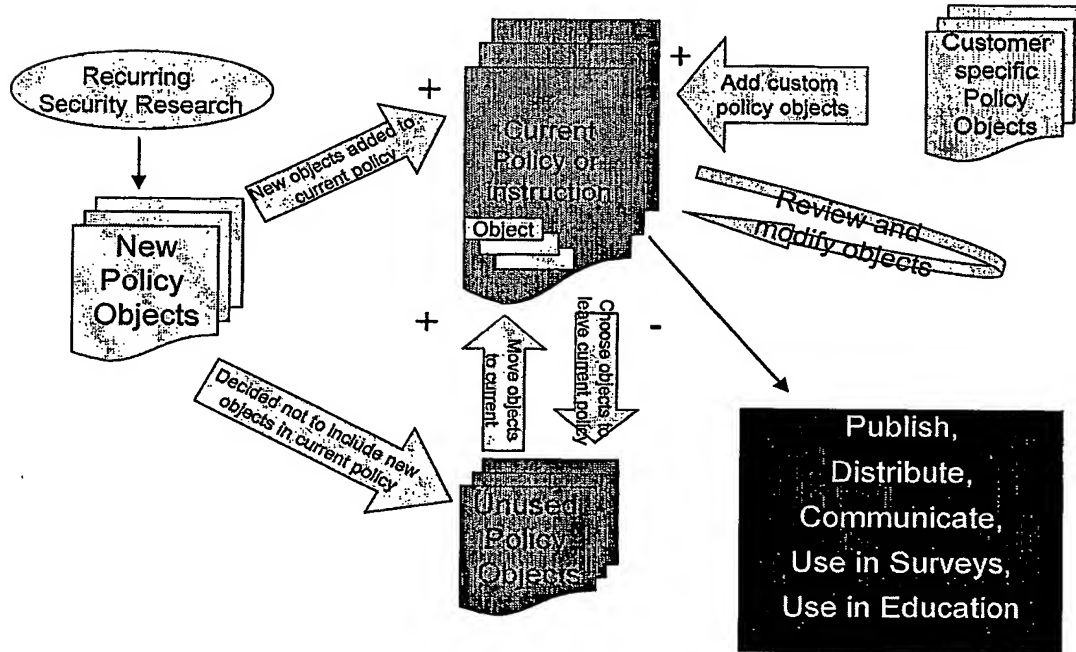 Recurring
Security Research
New
Policy
Objects
New objects added to
current policy
+
Current
Policy or
instruction
Object
+
Add custom
policy objects
Customer
specific
Policy
Objects
Review and
modify objects
+
Move objects
to current
Choose objects to
leave current policy
-
Decided not to include new
objects in current policy
Unused
Policy
Objects
Publish,
Distribute,
Communicate,
Use in Surveys,
Use in Education